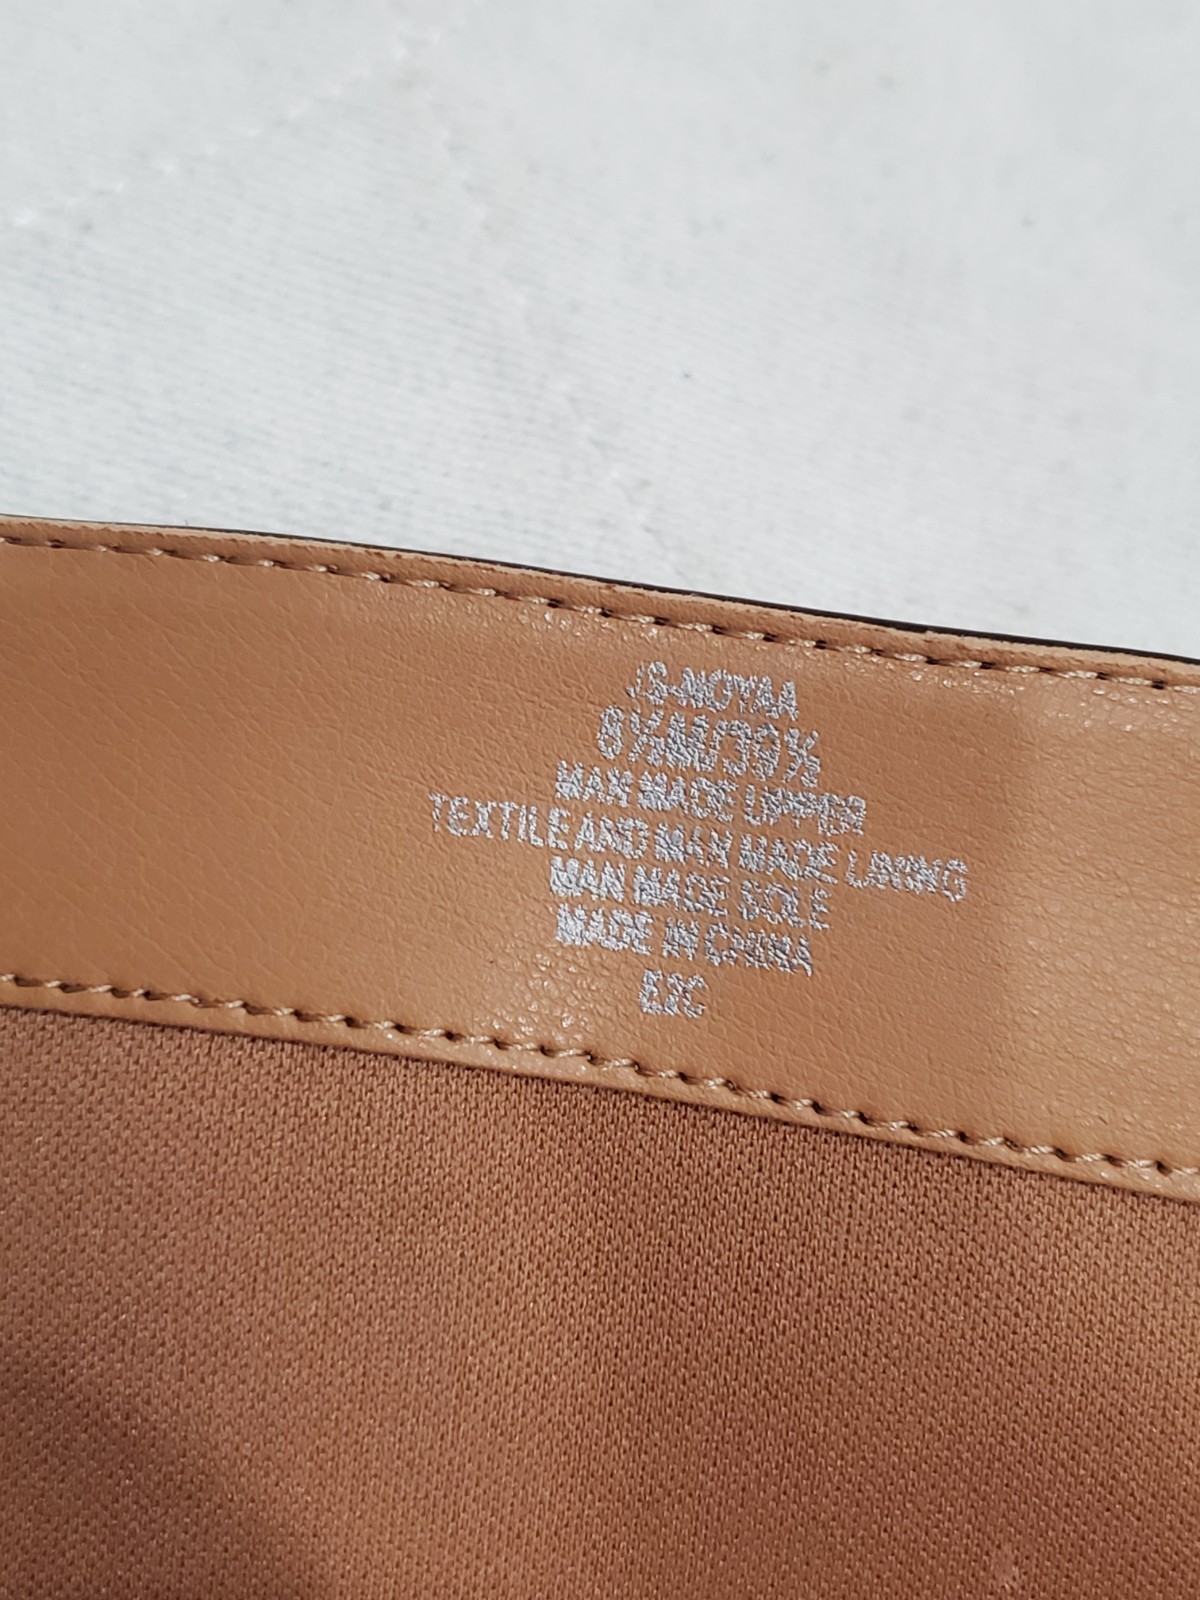 JS-NOYAA
8½M/39½
MAN MADE UPPER
TEXTILE AND MAN MADE LINING
MAN MADE SOLE
MADE IN CHINA
E2C